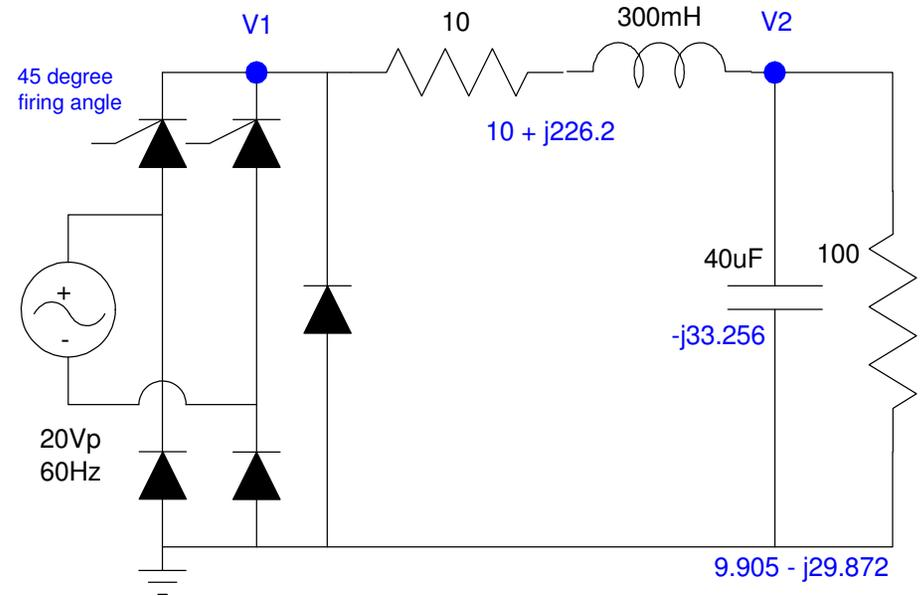 V1
10
300mH
V2
45 degree
firing angle
10 + j226.2
+
-
40uF
100
-j33.256
20Vp
60Hz
9.905 - j29.872